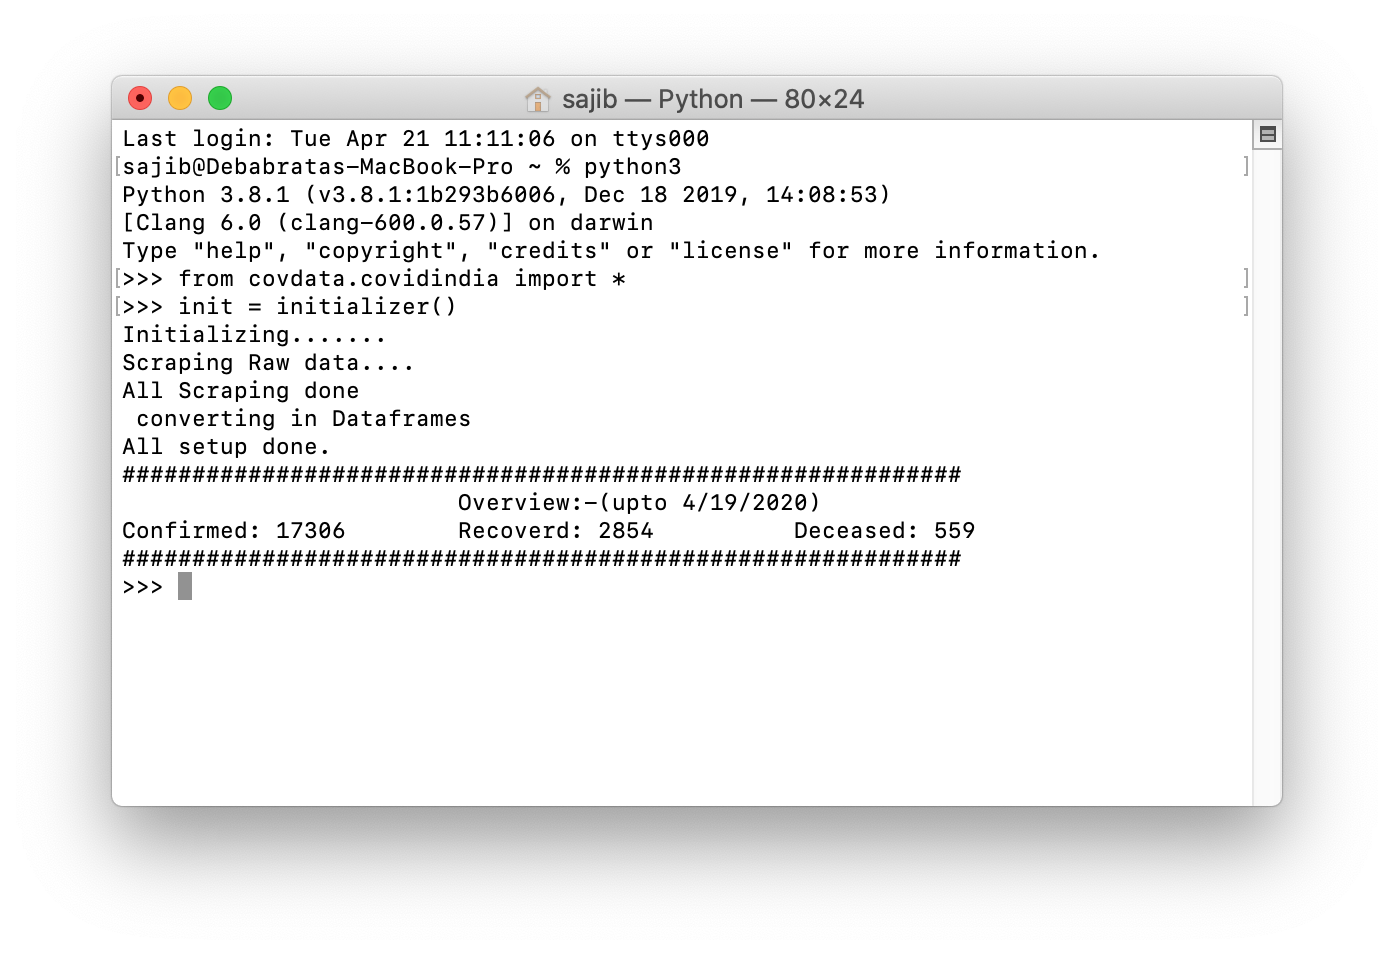 sajib — Python — 80×24
Last login: Tue Apr 21 11:11:06 on ttys000
[sajib@Debabratas-MacBook-Pro ~ % python3 ]
Python 3.8.1 (v3.8.1:1b293b6006, Dec 18 2019, 14:08:53)
[Clang 6.0 (clang-600.0.57)] on darwin
Type "help", "copyright", "credits" or "license" for more information.
[>>> from covdata.covidindia import * ]
[>>> init = initializer() ]
Initializing.......
Scraping Raw data....
All Scraping done
 converting in Dataframes
All setup done.
############################################################
                        Overview:-(upto 4/19/2020)
Confirmed: 17306        Recoverd: 2854          Deceased: 559
############################################################
>>>